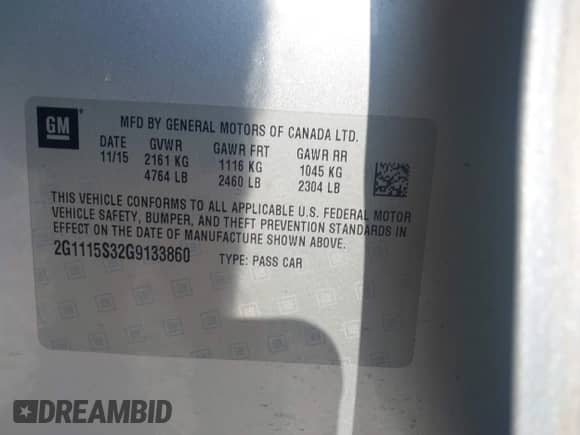 GM ®
MFD BY GENERAL MOTORS OF CANADA LTD.
DATE GVWR GAWR FRT GAWR RR
11/15 2161 KG 1116 KG 1045 KG
4764 LB 2460 LB 2304 LB
THIS VEHICLE CONFORMS TO ALL APPLICABLE U.S. FEDERAL MOTOR
VEHICLE SAFETY, BUMPER, AND THEFT PREVENTION STANDARDS IN
EFFECT ON THE DATE OF MANUFACTURE SHOWN ABOVE.
2G1115S32G9133860 TYPE: PASS CAR
DREAMBID